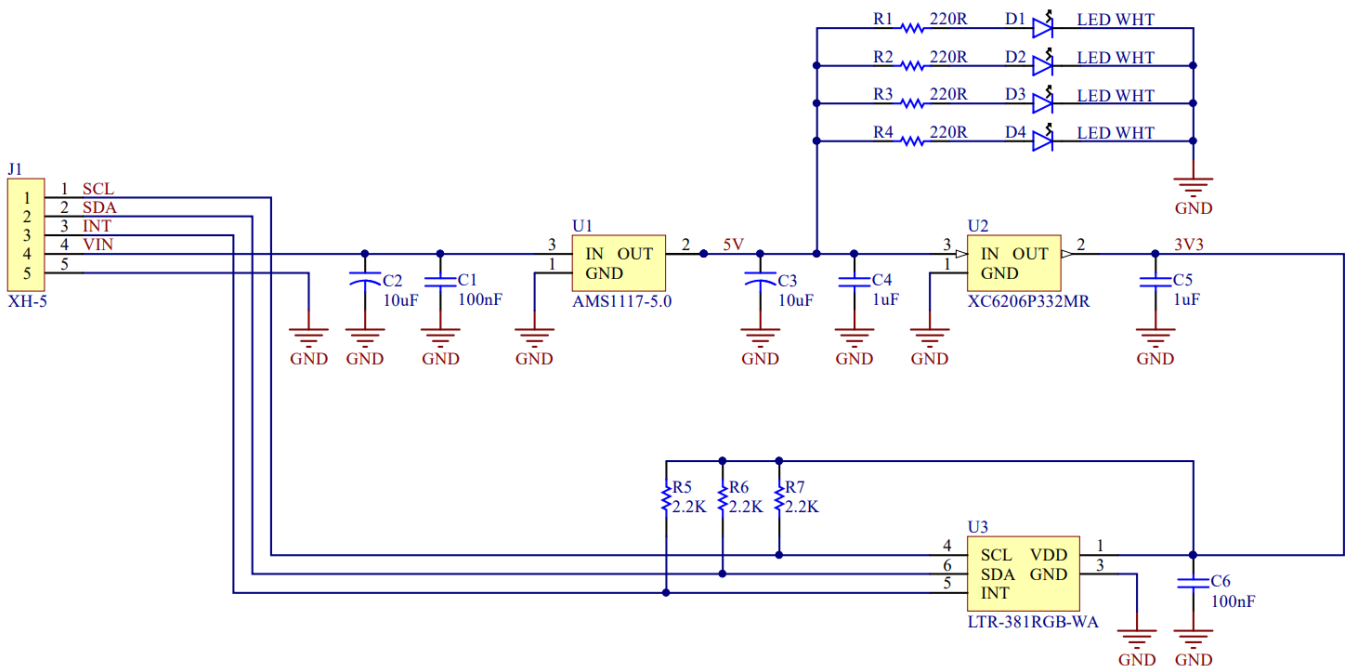 R1 220R D1 LED WHT
R2 220R D2 LED WHT
R3 220R D3 LED WHT
R4 220R D4 LED WHT
GND
J1
1 1 SCL
2 2 SDA
3 3 INT
4 4 VIN
5 5
XH-5
GND
C2
10uF
GND
C1
100nF
GND
U1
3 IN OUT 2
1 GND
AMS1117-5.0
GND
5V
C3
10uF
GND
C4
1uF
GND
U2
3 IN OUT 2
1 GND
XC6206P332MR
GND
3V3
C5
1uF
GND
R5
2.2K
R6
2.2K
R7
2.2K
U3
4 SCL VDD 1
6 SDA GND 3
5 INT
LTR-381RGB-WA
GND
C6
100nF
GND